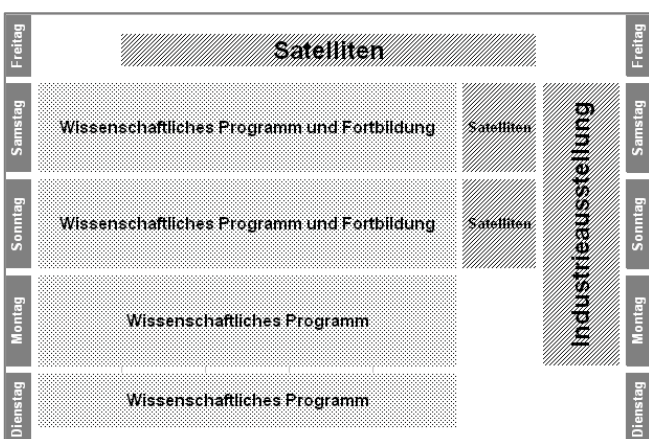 Freitag
Satelliten
Freitag
Samstag
Wissenschaftliches Programm und Fortbildung
Satelliten
Industrieausstellung
Samstag
Sonntag
Wissenschaftliches Programm und Fortbildung
Satelliten
Sonntag
Montag
Wissenschaftliches Programm
Montag
Dienstag
Wissenschaftliches Programm
Dienstag